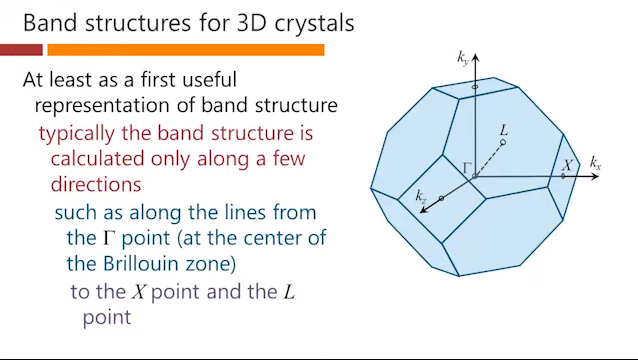 Band structures for 3D crystals
At least as a first useful
representation of band structure
typically the band structure is
calculated only along a few
directions
such as along the lines from
the Γ point (at the center of
the Brillouin zone)
to the X point and the L
point
k_y
L
Γ
X
k_x
k_z